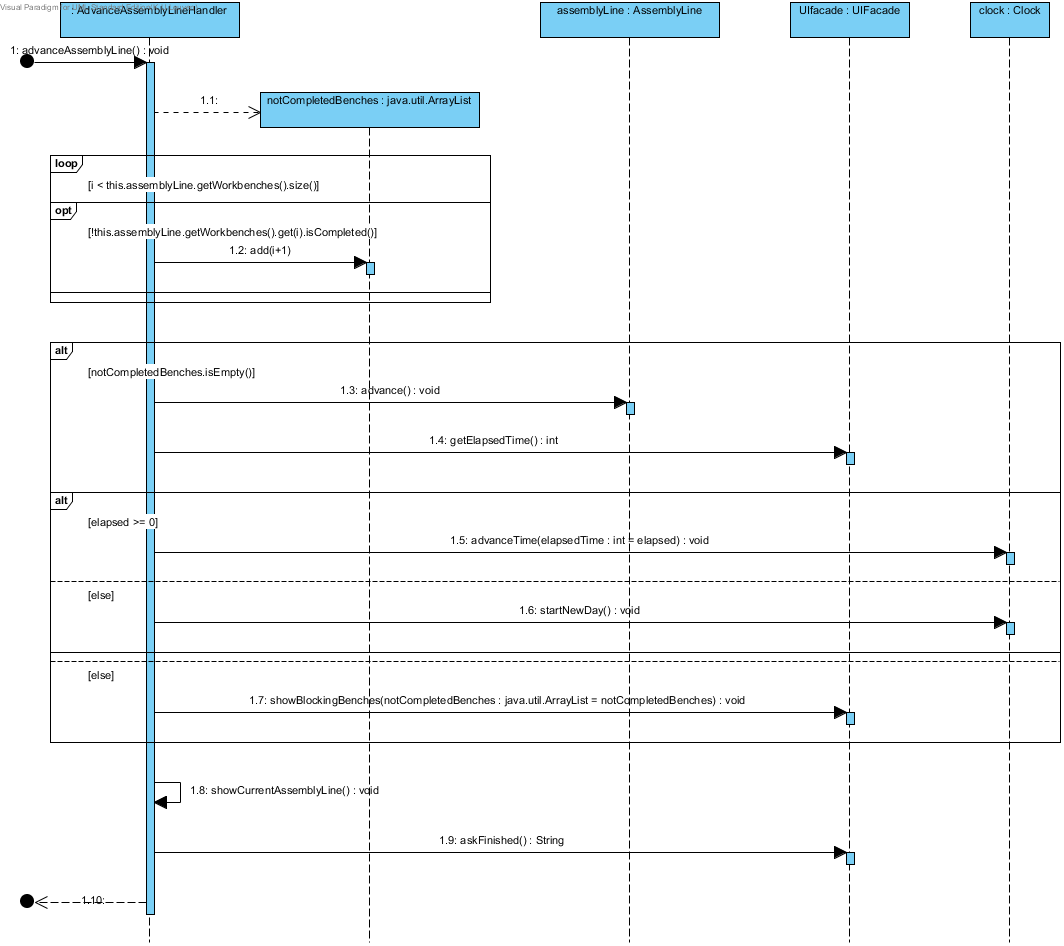 : AdvanceAssemblyLineHandler
assemblyLine : AssemblyLine
UIfacade : UIFacade
clock : Clock
1: advanceAssemblyLine() : void
1.1:
notCompletedBenches : java.util.ArrayList
loop
[i < this.assemblyLine.getWorkbenches().size()]
opt
[!this.assemblyLine.getWorkbenches().get(i).isCompleted()]
1.2: add(i+1)
alt
[notCompletedBenches.isEmpty()]
1.3: advance() : void
1.4: getElapsedTime() : int
alt
[elapsed >= 0]
1.5: advanceTime(elapsedTime : int = elapsed) : void
[else]
1.6: startNewDay() : void
[else]
1.7: showBlockingBenches(notCompletedBenches : java.util.ArrayList = notCompletedBenches) : void
1.8: showCurrentAssemblyLine() : void
1.9: askFinished() : String
1.10: